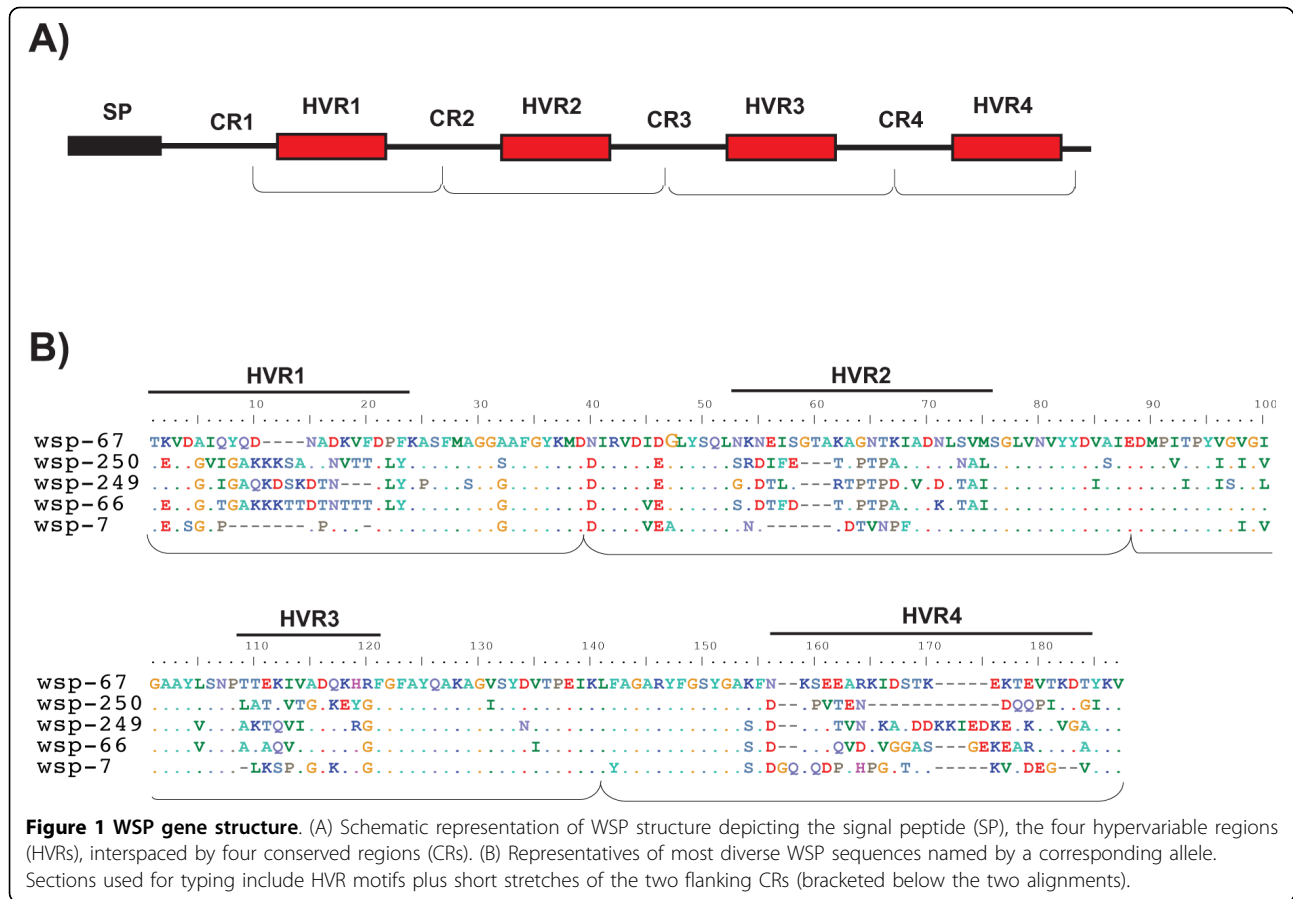 A)
SP CR1 HVR1 CR2 HVR2 CR3 HVR3 CR4 HVR4
B)
HVR1 HVR2
10 20 30 40 50 60 70 80 90 100
wsp-67 TKVDAIQYQD----NADKVFDPFKASFMAGGAAFGYKMDNIRVDIDGLYSQLNKNEISGTAKAGNTKIADNLSVMSGLVNVYYDVAIEDMPITPYVGVGI
wsp-250 .E..GVIGAKKKSA..NVTT.LY........S.......D.....E......SRDIFE---T.PTPA....NAL..........S.....V...I.I.V
wsp-249 ....G.IGAQKDSKDTN---..LY.P...S..G.......D.....E......G.DTL.---RTPTPD.V.D.TAI.........I.......I..IS..L
wsp-66 .E..G.TGAKKKTTDTNTTT.LY........G.......D....VE......S.DTFD---T.PTPA...K.TAI.........................
wsp-7 .E.SG.P-------.P...-..........G.......D....VEA......N.------.DTVNPF.............................I.V
HVR3 HVR4
110 120 130 140 150 160 170 180
wsp-67 GAAYLSNPTTEKIVADQKHRFGFAYQAKAGVSYDVTPEIKLFAGARYFGSYGAKFN--KSEEARKIDSTK-----EKTEVTKDTYKV
wsp-250 ........LAT.VTG.KEYG..........I........................D--.PVTEN------------DQQPI..GI..
wsp-249 ....V...AKTQVI....RG.............N...................S.D--....TVN.KA.DDKKIEDKE.K..VGA...
wsp-66 ....V...A.AQV.....G..............I..................S.D--...QVD.VGGAS---GEKEAR....A...
wsp-7 ........-LKSP.G.K..G.....................Y...........S.DGQ.QDP.HPG.T.-----KV.DEG--V...
Figure 1 WSP gene structure. (A) Schematic representation of WSP structure depicting the signal peptide (SP), the four hypervariable regions
(HVRs), interspaced by four conserved regions (CRs). (B) Representatives of most diverse WSP sequences named by a corresponding allele.
Sections used for typing include HVR motifs plus short stretches of the two flanking CRs (bracketed below the two alignments).